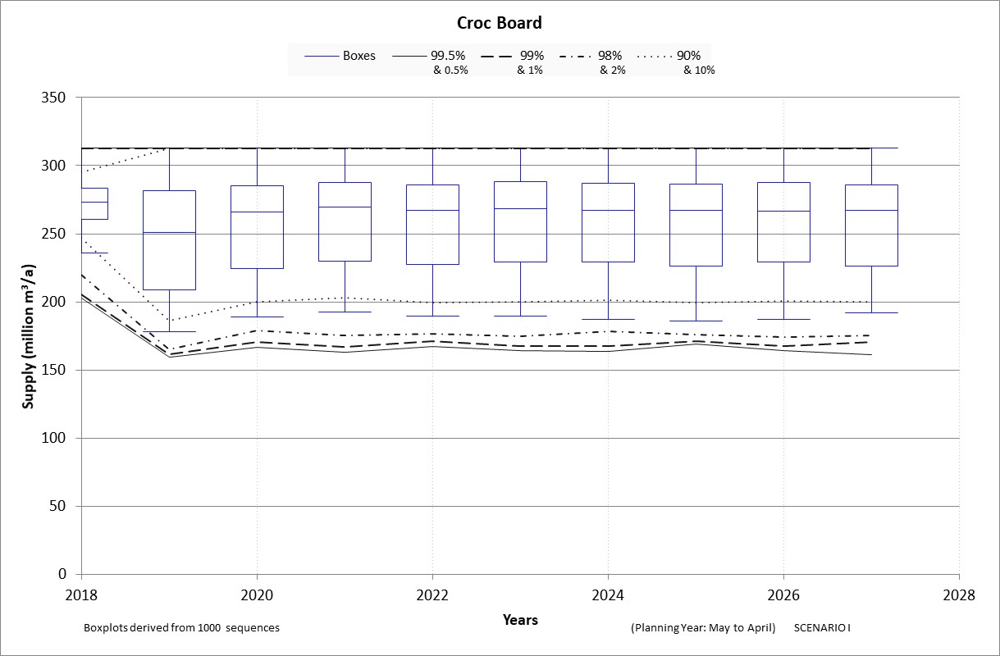 Croc Board
Boxes 99.5% 99% 98% 90%
& 0.5% & 1% & 2% & 10%
350
300
250
200
150
100
50
0
Supply (million m³/a)
2018 2020 2022 2024 2026 2028
Years
Boxplots derived from 1000 sequences (Planning Year: May to April) SCENARIO I